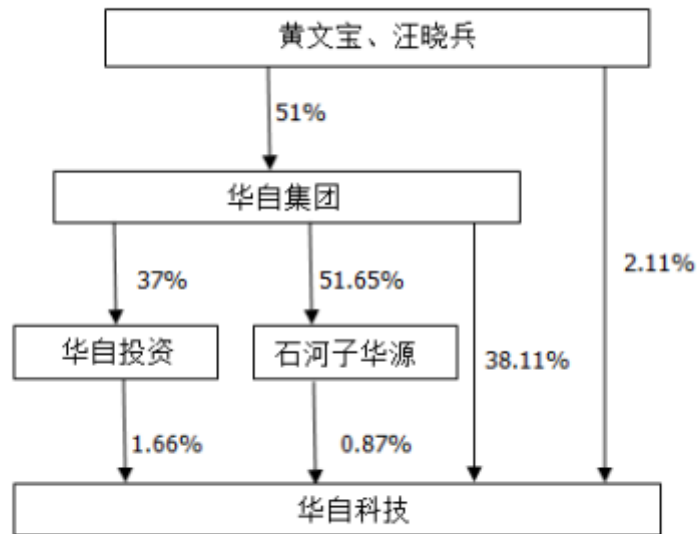 黄文宝、汪晓兵
51%
华自集团
2.11%
37%
51.65%
华自投资
石河子华源
38.11%
1.66%
0.87%
华自科技